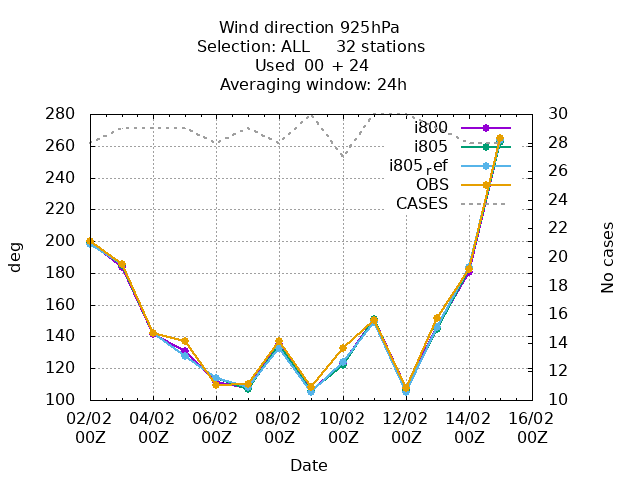 Wind direction 925hPa
Selection: ALL 32 stations
Used 00 + 24
Averaging window: 24h
280 30
260 28
240 26
220 24
200 22
180 20
160 18
140 16
120 14
100 12
10
deg
No cases
i800
i805
i805ref
OBS
CASES
02/02 04/02 06/02 08/02 10/02 12/02 14/02 16/02
00Z 00Z 00Z 00Z 00Z 00Z 00Z 00Z
Date